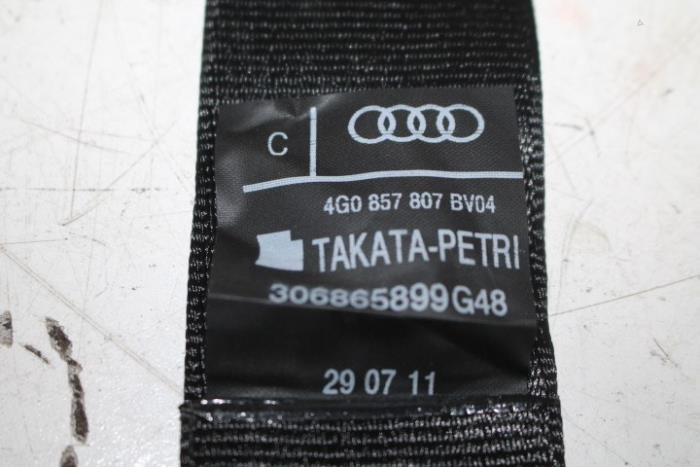 C
4G0 857 807 BV04
TAKATA-PETRI
306865899G48
29 07 11